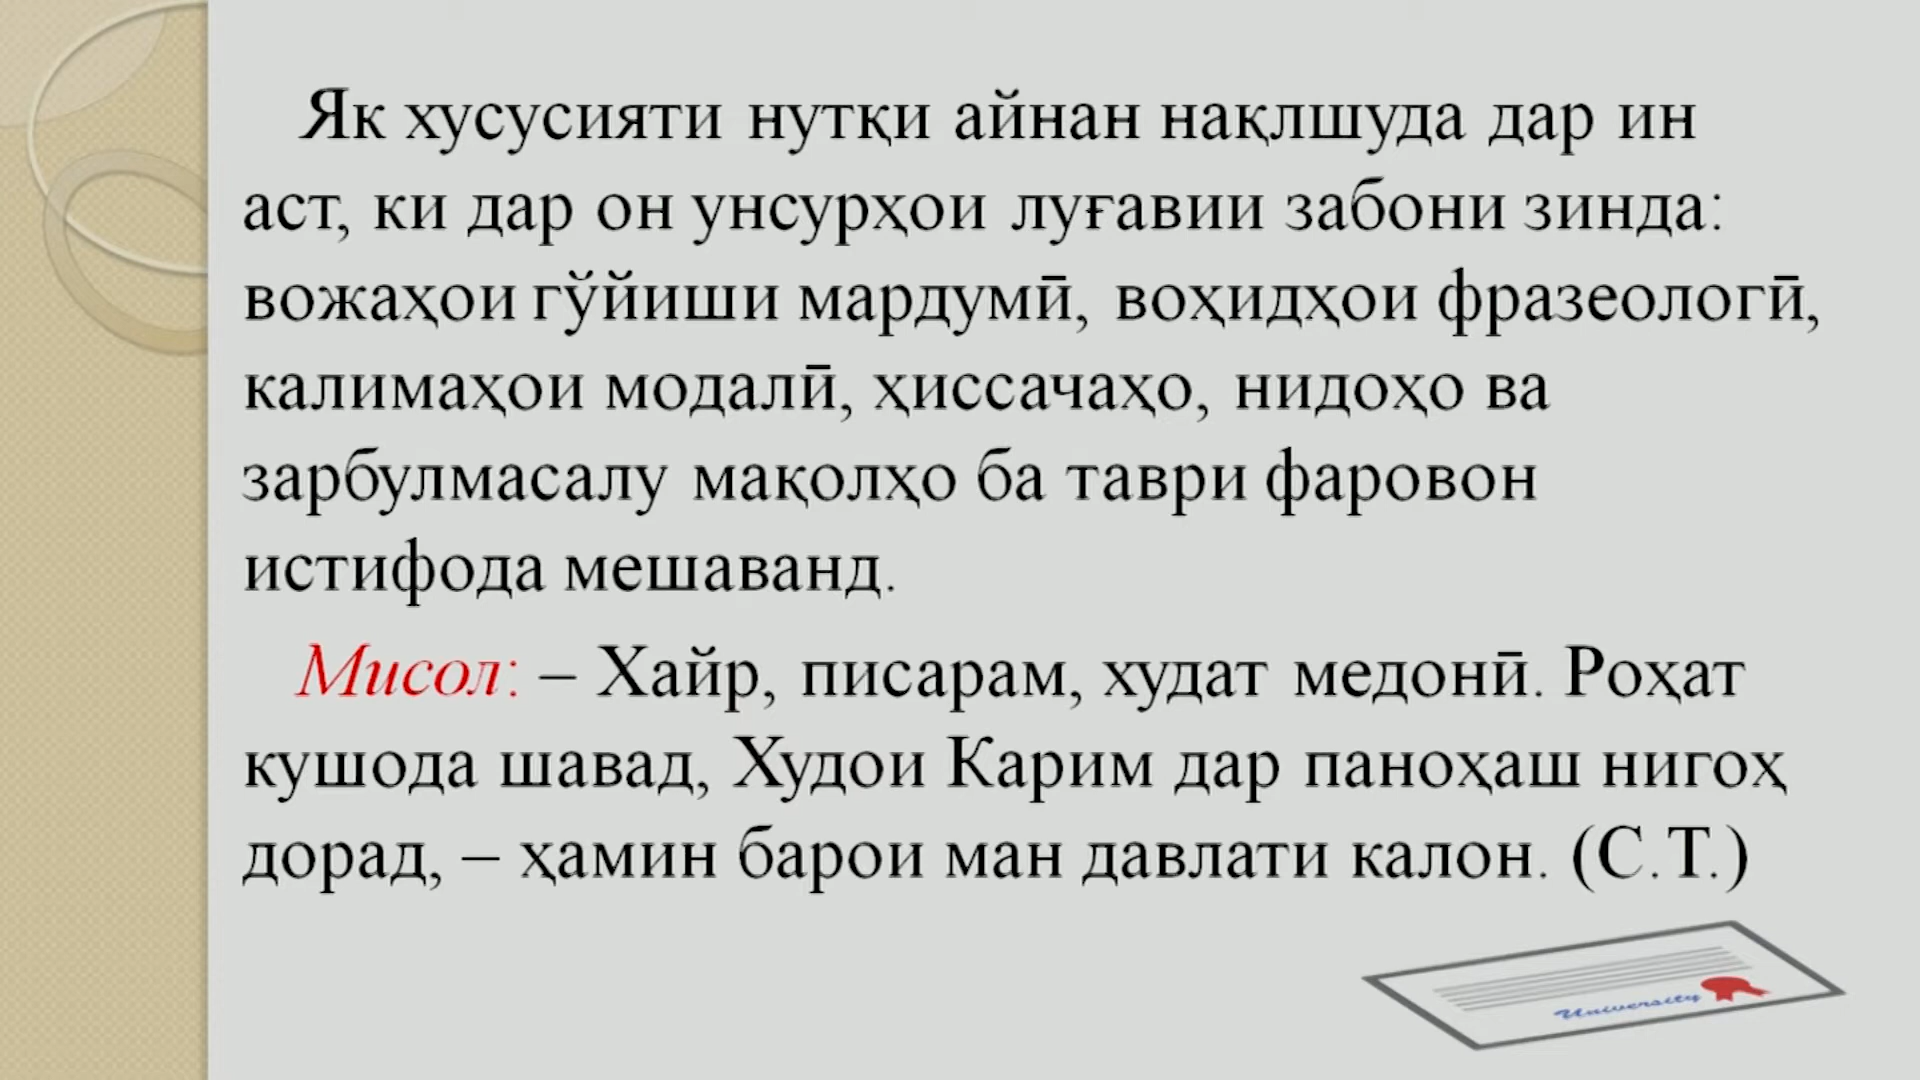 Як хусусияти нутқи айнан нақлшуда дар ин
аст, ки дар он унсурҳои луғавии забони зинда:
вожаҳои гӯйиши мардумӣ, воҳидҳои фразеологӣ,
калимаҳои модалӣ, ҳиссачаҳо, нидоҳо ва
зарбулмасалу мақолҳо ба таври фаровон
истифода мешаванд.
Мисол: – Хайр, писарам, худат медонӣ. Роҳат
кушода шавад, Худои Карим дар паноҳаш нигоҳ
дорад, – ҳамин барои ман давлати калон. (С.Т.)
University